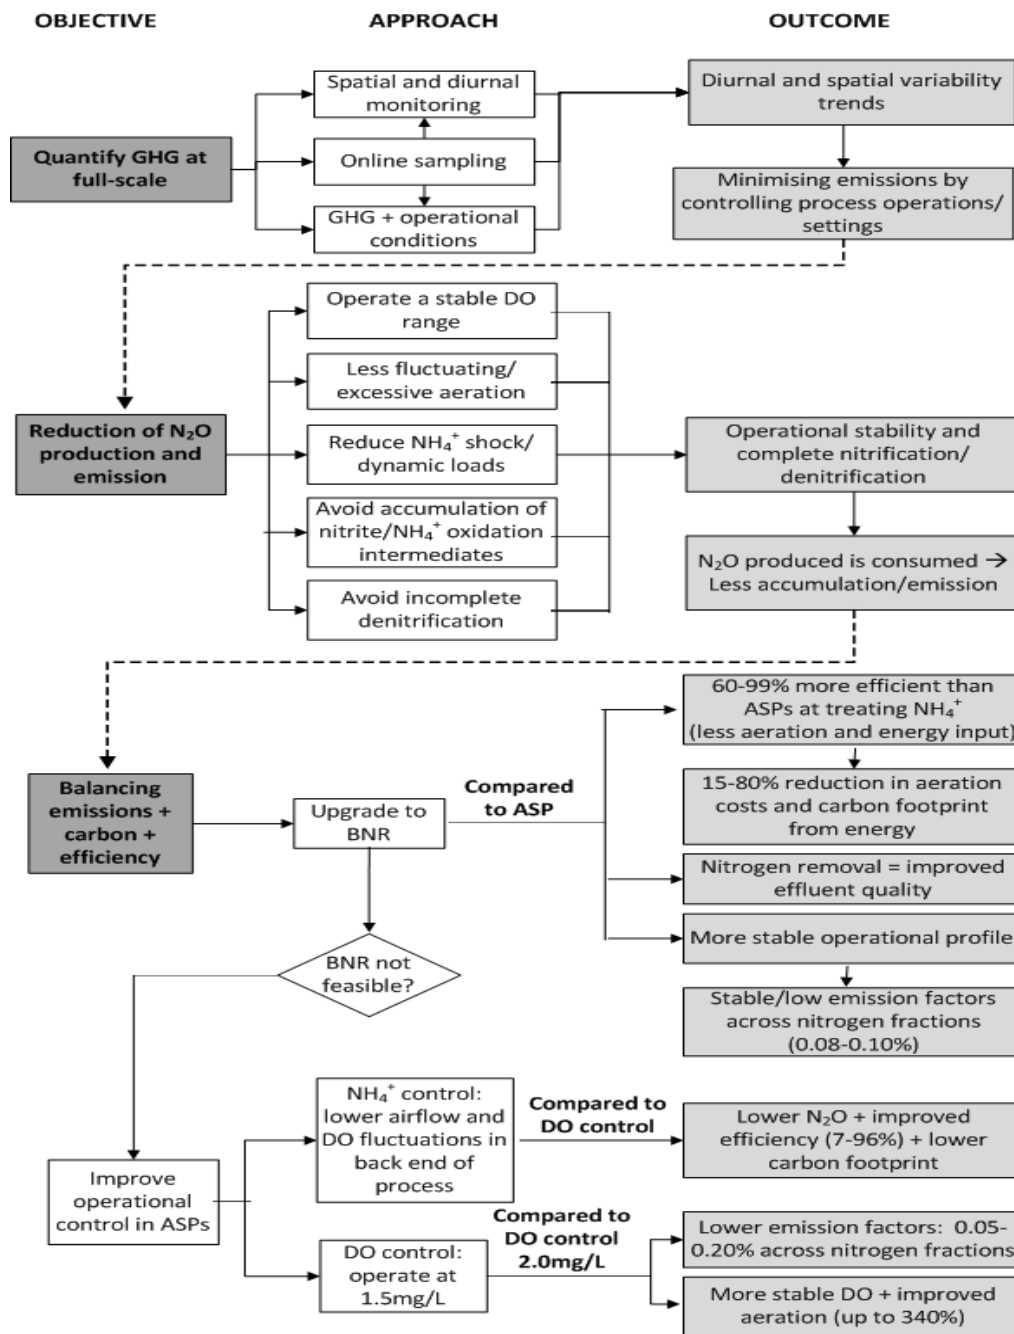 OBJECTIVE
APPROACH
OUTCOME
Quantify GHG at
full-scale
Spatial and diurnal
monitoring
Online sampling
GHG + operational
conditions
Diurnal and spatial variability
trends
Minimising emissions by
controlling process operations/
settings
Reduction of N₂O
production and
emission
Operate a stable DO
range
Less fluctuating/
excessive aeration
Reduce NH₄⁺ shock/
dynamic loads
Avoid accumulation of
nitrite/NH₄⁺ oxidation
intermediates
Avoid incomplete
denitrification
Operational stability and
complete nitrification/
denitrification
N₂O produced is consumed →
Less accumulation/emission
Balancing
emissions +
carbon +
efficiency
Upgrade to
BNR
Compared
to ASP
60-99% more efficient than
ASPs at treating NH₄⁺
(less aeration and energy input)
15-80% reduction in aeration
costs and carbon footprint
from energy
Nitrogen removal = improved
effluent quality
More stable operational profile
Stable/low emission factors
across nitrogen fractions
(0.08-0.10%)
BNR not
feasible?
Improve
operational
control in ASPs
NH₄⁺ control:
lower airflow and
DO fluctuations in
back end of
process
Compared to
DO control
Lower N₂O + improved
efficiency (7-96%) + lower
carbon footprint
DO control:
operate at
1.5mg/L
Compared to
DO control
2.0mg/L
Lower emission factors: 0.05-
0.20% across nitrogen fractions
More stable DO + improved
aeration (up to 340%)